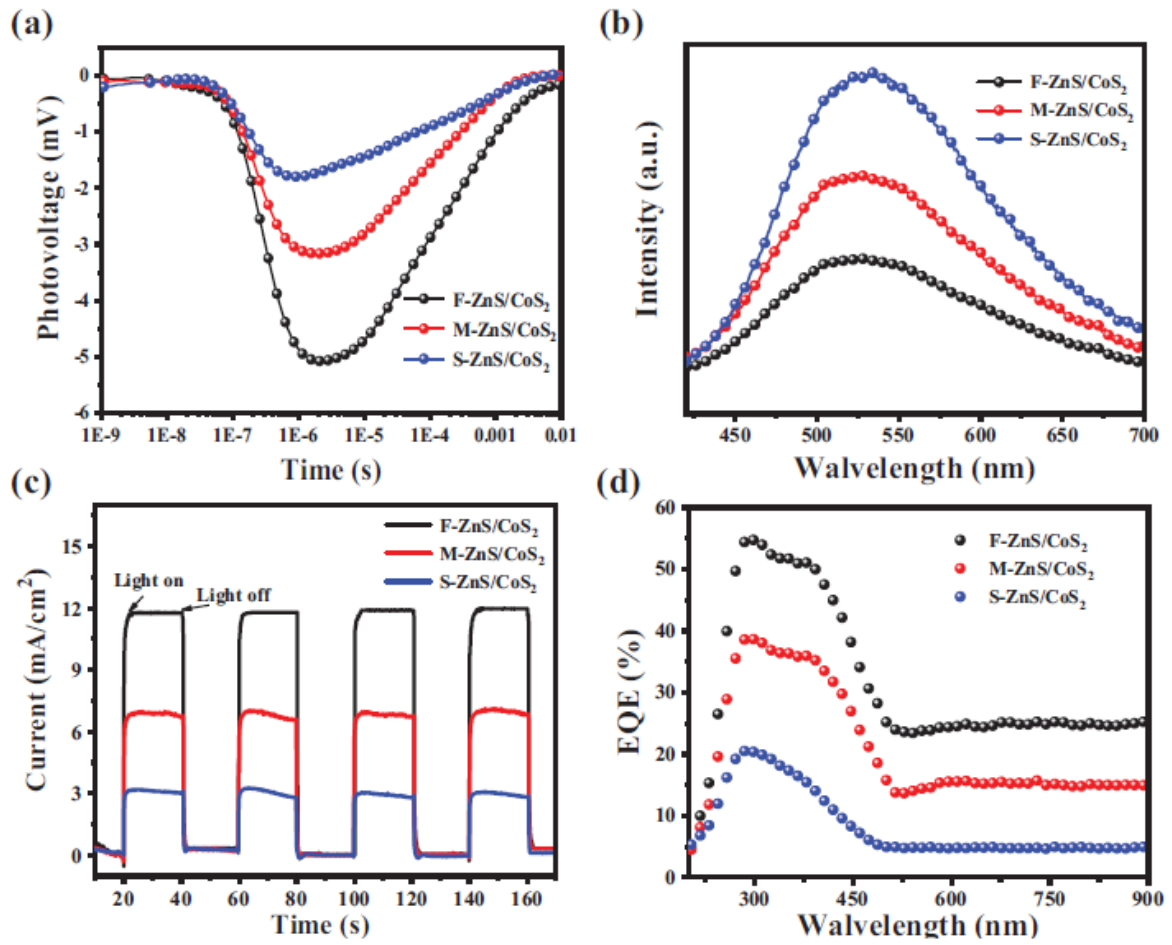 (a)
Photovoltage (mV)
0
-1
-2
-3
-4
-5
-6
F-ZnS/CoS₂
M-ZnS/CoS₂
S-ZnS/CoS₂
1E-9 1E-8 1E-7 1E-6 1E-5 1E-4 0.001 0.01
Time (s)
(b)
Intensity (a.u.)
F-ZnS/CoS₂
M-ZnS/CoS₂
S-ZnS/CoS₂
450 500 550 600 650 700
Walvelength (nm)
(c)
Current (mA/cm²)
15
12
9
6
3
0
F-ZnS/CoS₂
M-ZnS/CoS₂
S-ZnS/CoS₂
Light on
Light off
20 40 60 80 100 120 140 160
Time (s)
(d)
EQE (%)
60
50
40
30
20
10
0
F-ZnS/CoS₂
M-ZnS/CoS₂
S-ZnS/CoS₂
300 450 600 750 900
Walvelength (nm)